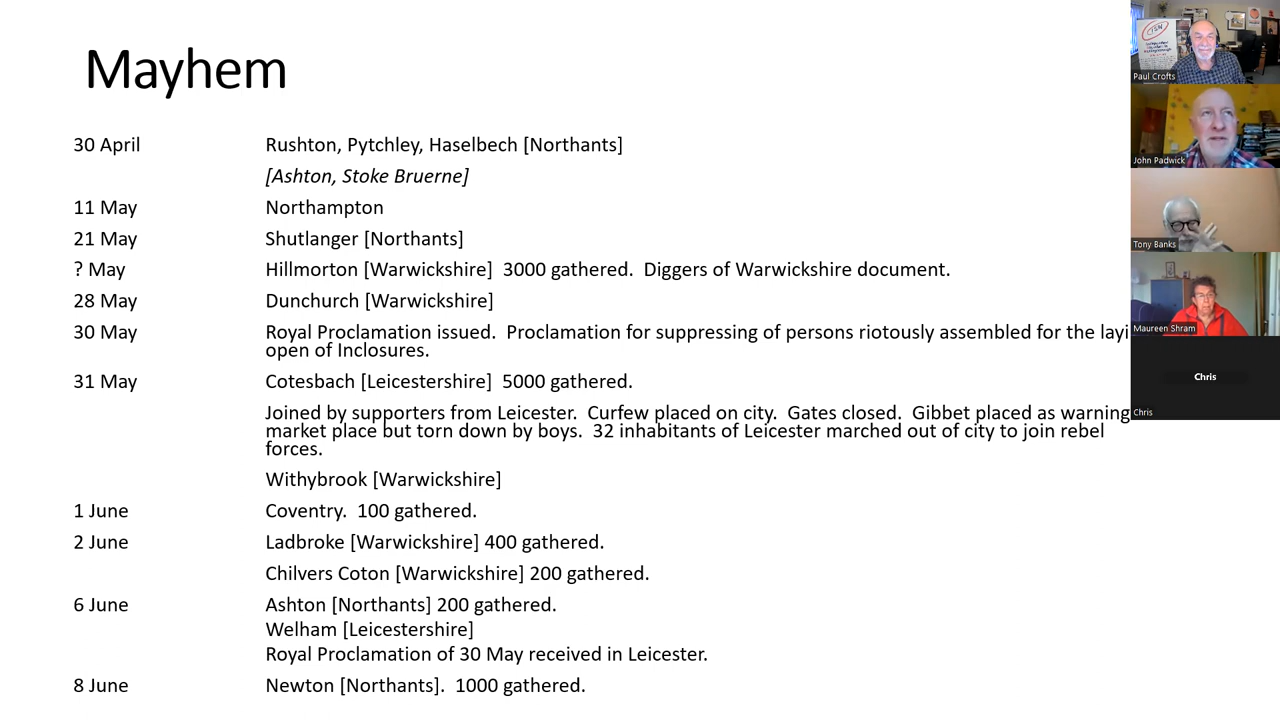 Mayhem
30 April Rushton, Pytchley, Haselbech [Northants]
[Ashton, Stoke Bruerne]
11 May Northampton
21 May Shutlanger [Northants]
? May Hillmorton [Warwickshire] 3000 gathered. Diggers of Warwickshire document.
28 May Dunchurch [Warwickshire]
30 May Royal Proclamation issued. Proclamation for suppressing of persons riotously assembled for the layi
open of Inclosures.
31 May Cotesbach [Leicestershire] 5000 gathered.
Joined by supporters from Leicester. Curfew placed on city. Gates closed. Gibbet placed as warning
market place but torn down by boys. 32 inhabitants of Leicester marched out of city to join rebel
forces.
Withybrook [Warwickshire]
1 June Coventry. 100 gathered.
2 June Ladbroke [Warwickshire] 400 gathered.
Chilvers Coton [Warwickshire] 200 gathered.
6 June Ashton [Northants] 200 gathered.
Welham [Leicestershire]
Royal Proclamation of 30 May received in Leicester.
8 June Newton [Northants]. 1000 gathered.
Paul Crofts
John Padwick
Tony Banks
Maureen Shram
Chris
Chris